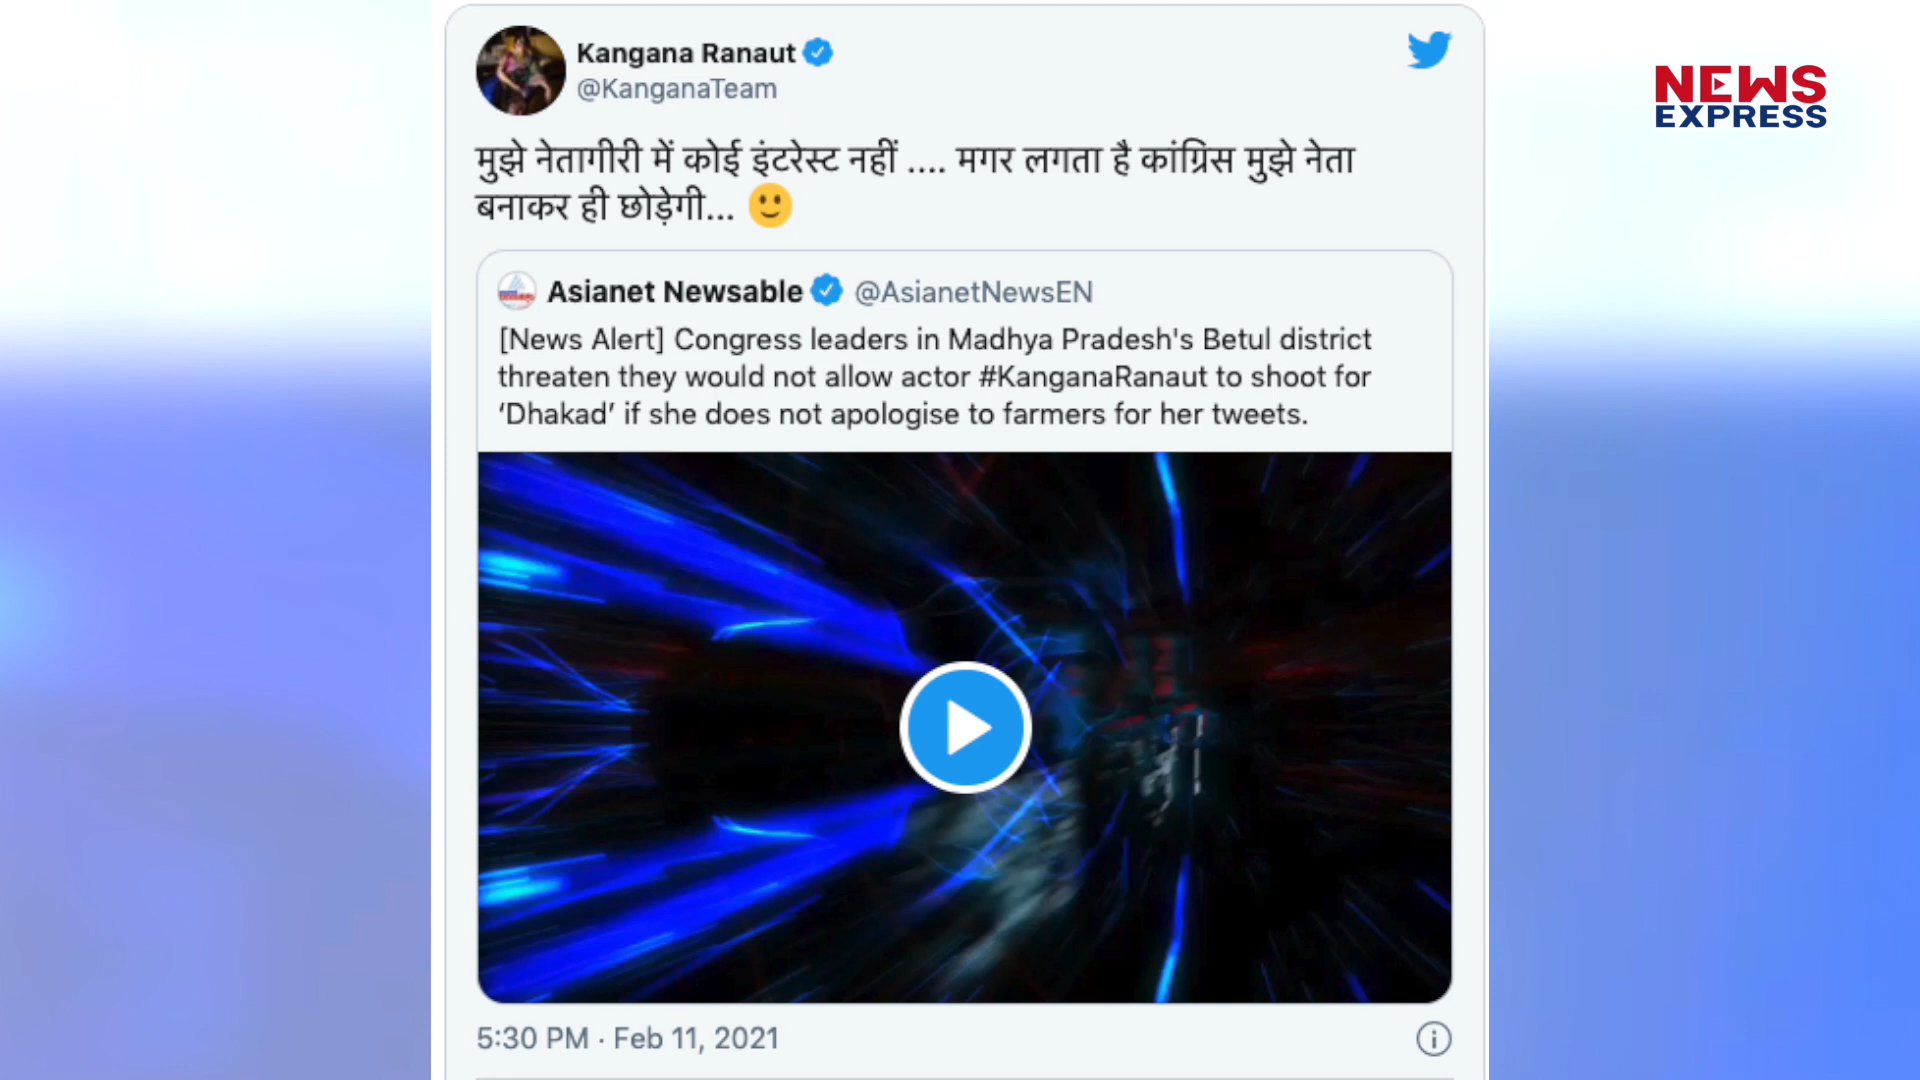 Kangana Ranaut
@KanganaTeam
मुझे नेतागीरी में कोई इंटरेस्ट नहीं .... मगर लगता है कांग्रिस मुझे नेता
बनाकर ही छोड़ेगी... 🙂
Asianet Newsable @AsianetNewsEN
[News Alert] Congress leaders in Madhya Pradesh's Betul district
threaten they would not allow actor #KanganaRanaut to shoot for
‘Dhakad’ if she does not apologise to farmers for her tweets.
5:30 PM · Feb 11, 2021
NEWS
EXPRESS